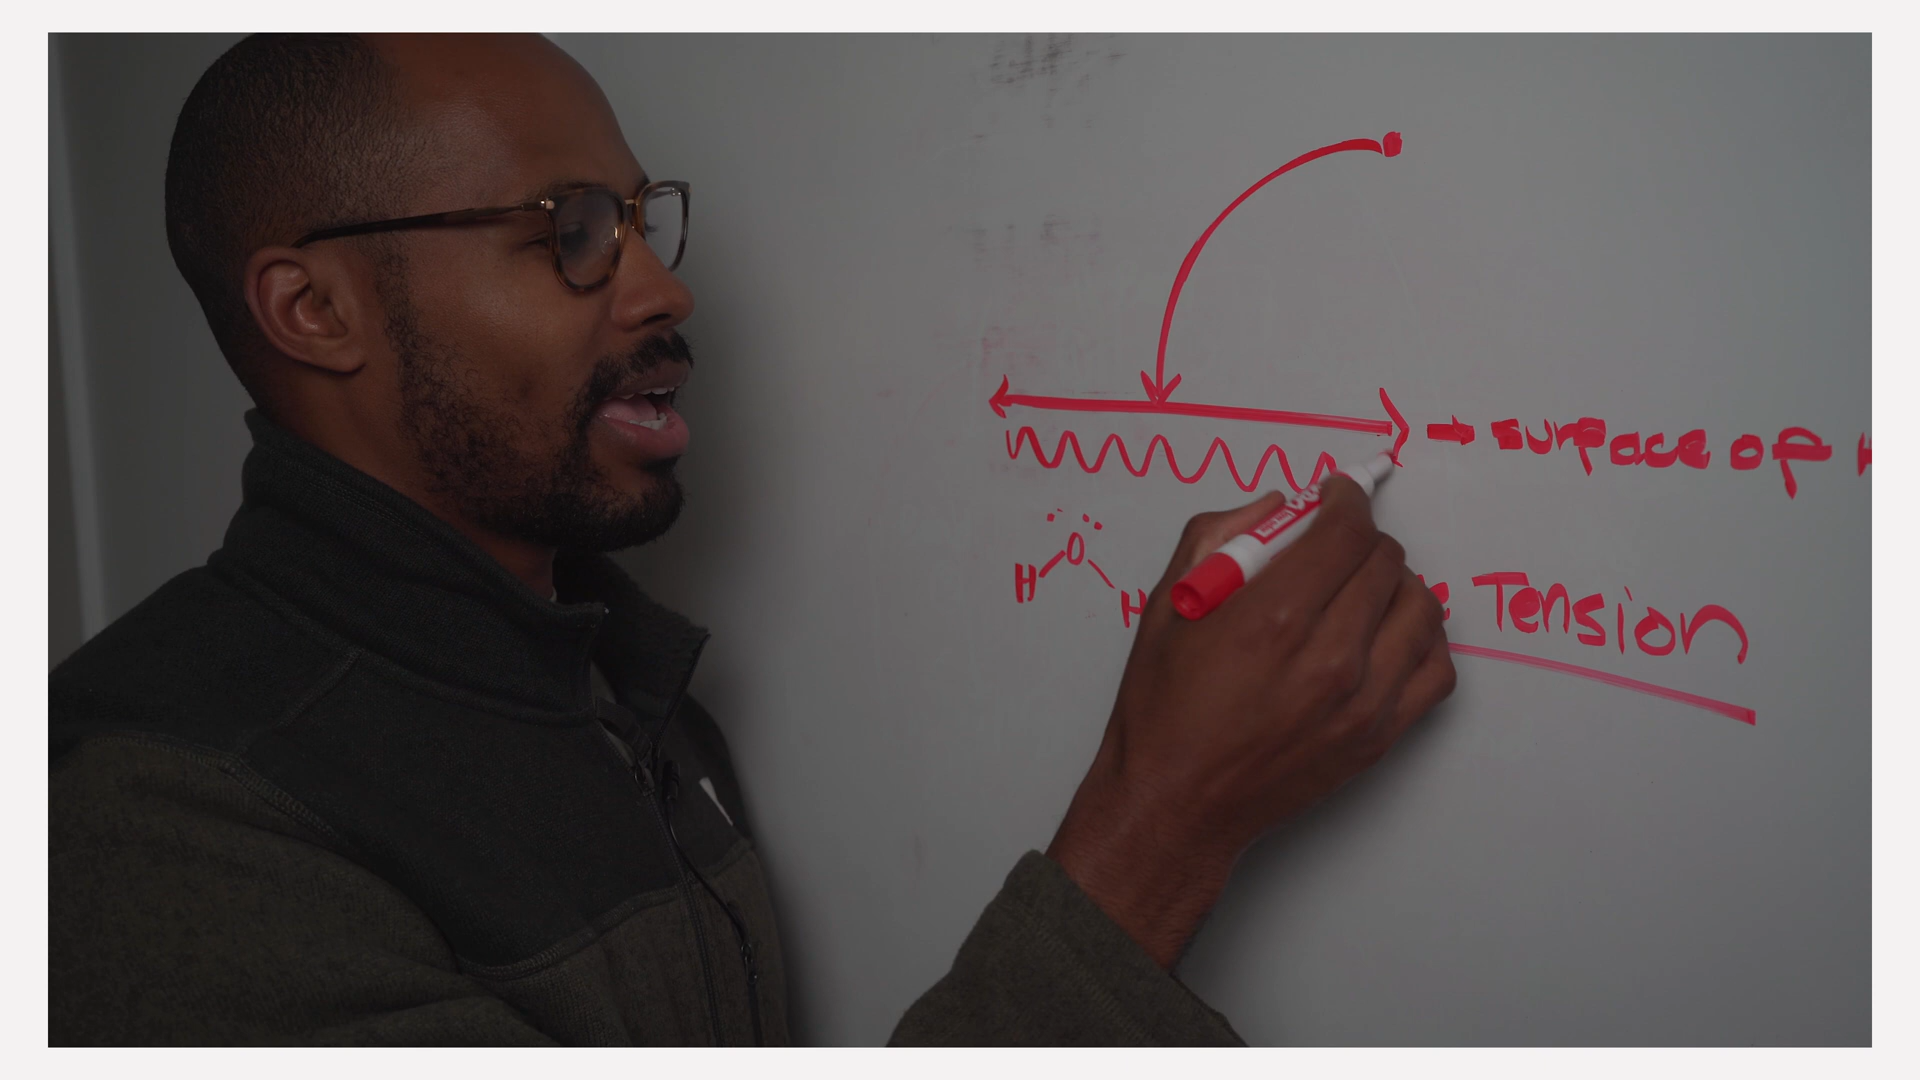 → surface of H
H O H
Tension